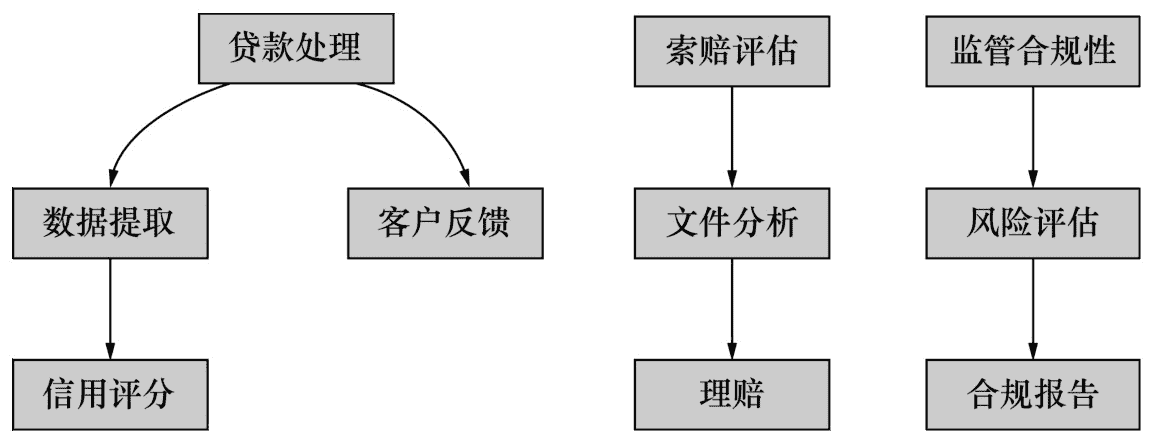 贷款处理
索赔评估
监管合规性
数据提取
客户反馈
文件分析
风险评估
信用评分
理赔
合规报告